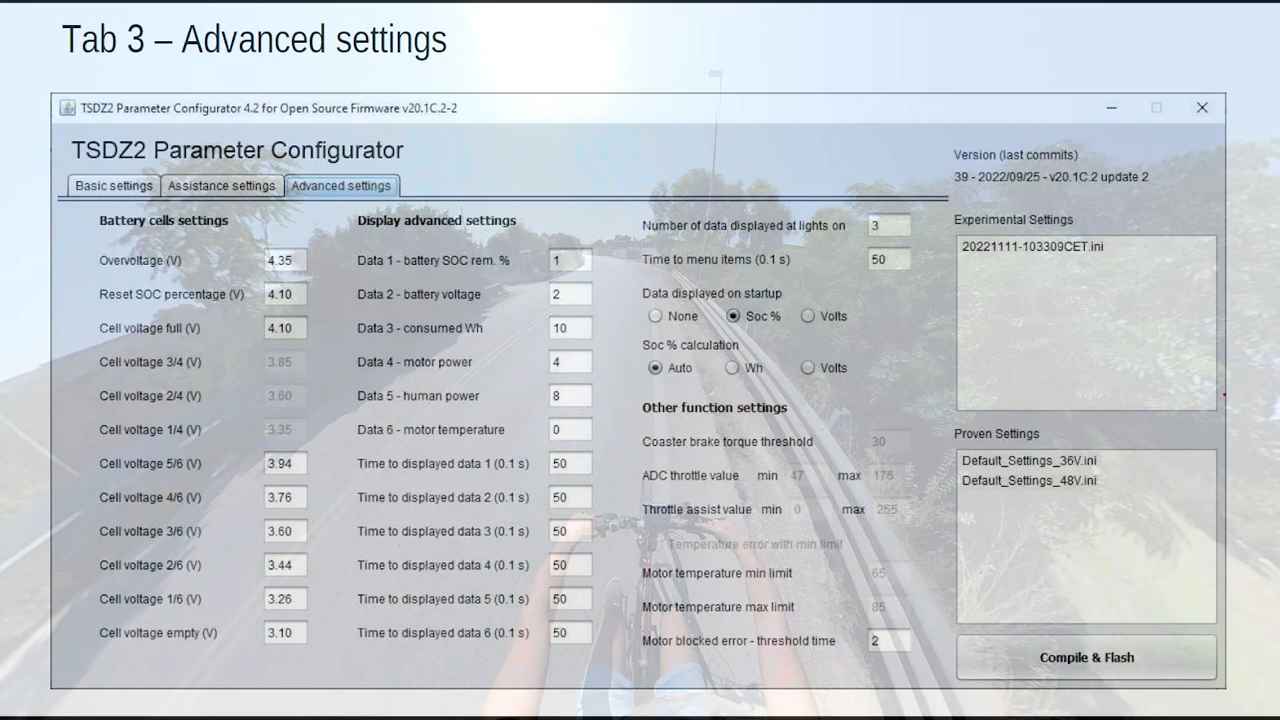 Tab 3 – Advanced settings
TSDZ2 Parameter Configurator 4.2 for Open Source Firmware v20.1C.2-2
TSDZ2 Parameter Configurator
Basic settings
Assistance settings
Advanced settings
Battery cells settings
Overvoltage (V) 4.35
Reset SOC percentage (V) 4.10
Cell voltage full (V) 4.10
Cell voltage 3/4 (V) 3.85
Cell voltage 2/4 (V) 3.60
Cell voltage 1/4 (V) 3.35
Cell voltage 5/6 (V) 3.94
Cell voltage 4/6 (V) 3.76
Cell voltage 3/6 (V) 3.60
Cell voltage 2/6 (V) 3.44
Cell voltage 1/6 (V) 3.26
Cell voltage empty (V) 3.10
Display advanced settings
Data 1 - battery SOC rem. % 1
Data 2 - battery voltage 2
Data 3 - consumed Wh 10
Data 4 - motor power 4
Data 5 - human power 8
Data 6 - motor temperature 0
Time to displayed data 1 (0.1 s) 50
Time to displayed data 2 (0.1 s) 50
Time to displayed data 3 (0.1 s) 50
Time to displayed data 4 (0.1 s) 50
Time to displayed data 5 (0.1 s) 50
Time to displayed data 6 (0.1 s) 50
Number of data displayed at lights on 3
Time to menu items (0.1 s) 50
Data displayed on startup
None Soc % Volts
Soc % calculation
Auto Wh Volts
Other function settings
Coaster brake torque threshold 30
ADC throttle value min 47 max 176
Throttle assist value min 0 max 255
Temperature error with min limit
Motor temperature min limit 65
Motor temperature max limit 85
Motor blocked error - threshold time 2
Version (last commits)
39 - 2022/09/25 - v20.1C.2 update 2
Experimental Settings
20221111-103309CET.ini
Proven Settings
Default_Settings_36V.ini
Default_Settings_48V.ini
Compile & Flash